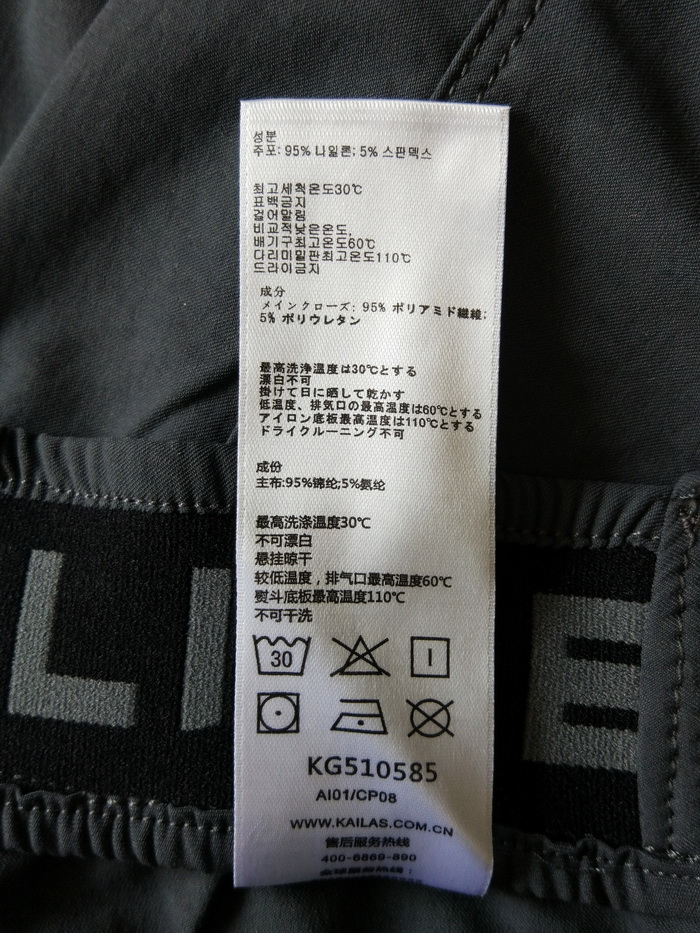 성분
주포: 95% 나일론; 5% 스판덱스
최고세척온도30℃
표백금지
걸어말림
비교적낮은온도,
배기구최고온도60℃
다리미밑판최고온도110℃
드라이금지
成分
メインクローズ: 95% ポリアミド繊維;
5% ポリウレタン
最高洗浄温度は30℃とする
漂白不可
掛けて日に晒して乾かす
低温度、排気口の最高温度は60℃とする
アイロン底板最高温度は110℃とする
ドライクルーニング不可
成份
主布:95%锦纶;5%氨纶
最高洗涤温度30℃
不可漂白
悬挂晾干
较低温度，排气口最高温度60℃
熨斗底板最高温度110℃
不可干洗
30
KG510585
AI01/CP08
WWW.KAILAS.COM.CN
售后服务热线
400-6869-890
LI E